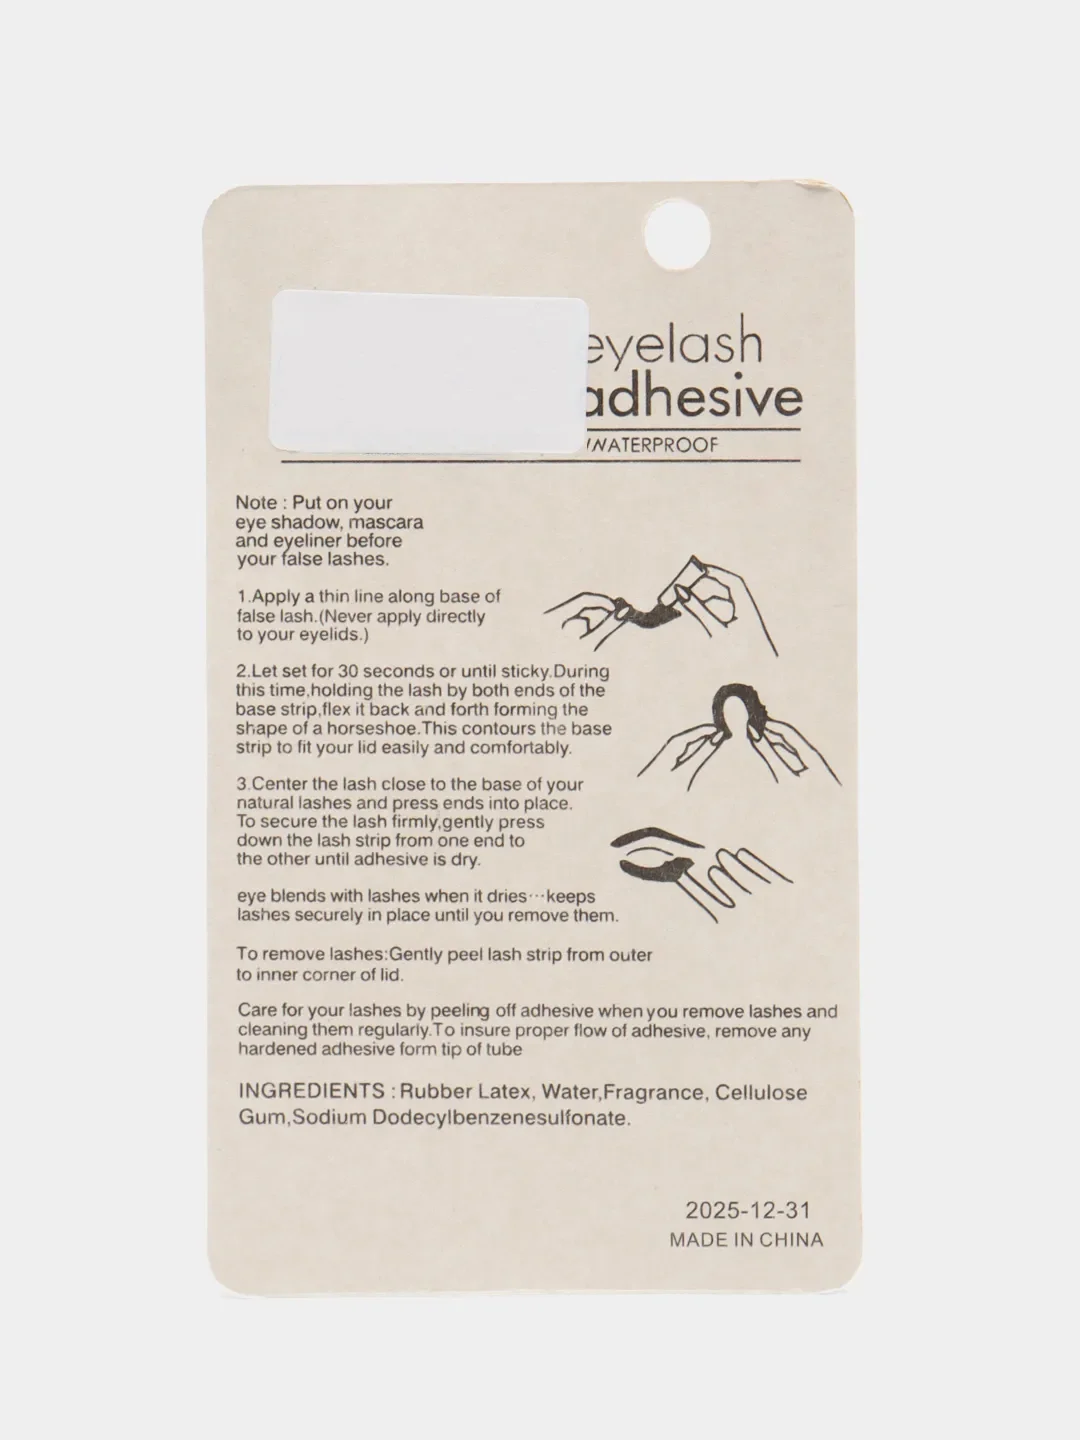 eyelash
adhesive
WATERPROOF
Note : Put on your
eye shadow, mascara
and eyeliner before
your false lashes.
1.Apply a thin line along base of
false lash.(Never apply directly
to your eyelids.)
2.Let set for 30 seconds or until sticky.During
this time,holding the lash by both ends of the
base strip,flex it back and forth forming the
shape of a horseshoe.This contours the base
strip to fit your lid easily and comfortably.
3.Center the lash close to the base of your
natural lashes and press ends into place.
To secure the lash firmly,gently press
down the lash strip from one end to
the other until adhesive is dry.
eye blends with lashes when it dries···keeps
lashes securely in place until you remove them.
To remove lashes:Gently peel lash strip from outer
to inner corner of lid.
Care for your lashes by peeling off adhesive when you remove lashes and
cleaning them regularly.To insure proper flow of adhesive, remove any
hardened adhesive form tip of tube
INGREDIENTS : Rubber Latex, Water,Fragrance, Cellulose
Gum,Sodium Dodecylbenzenesulfonate.
2025-12-31
MADE IN CHINA